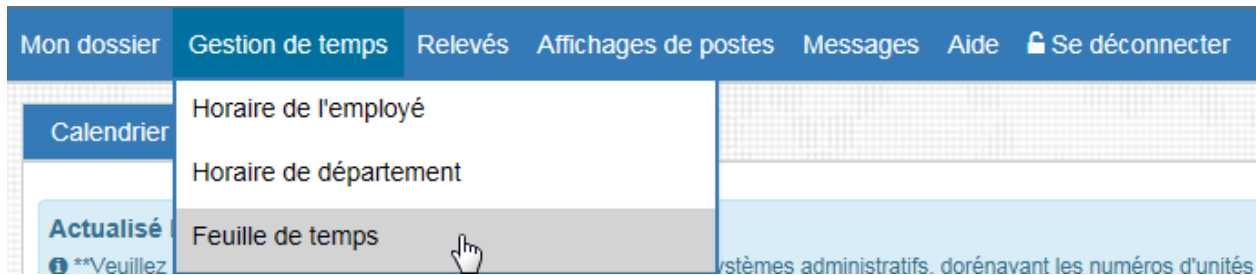 Mon dossier Gestion de temps Relevés Affichages de postes Messages Aide Se déconnecter
Horaire de l'employé
Calendrier
Horaire de département
Actualisé
Feuille de temps
**Veuillez
systèmes administratifs, dorénavant les numéros d'unités